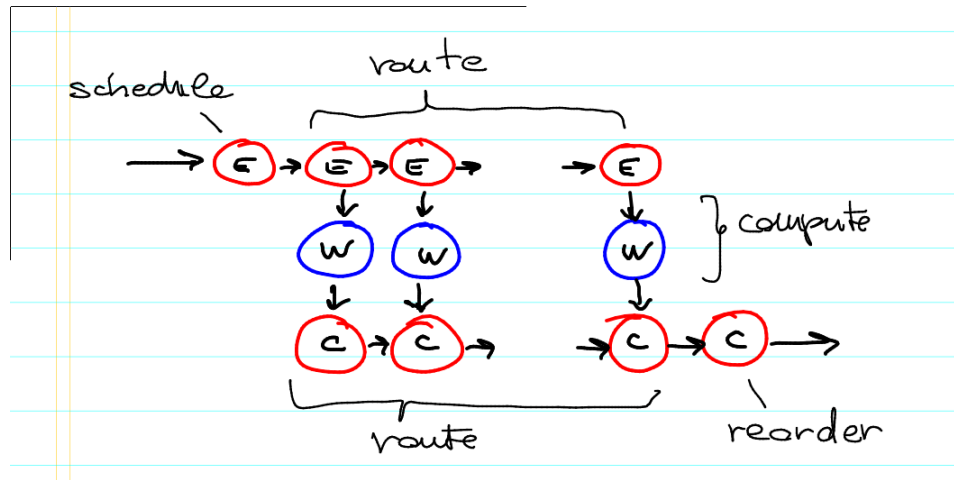 route
schedule
E E E E
W W W
compute
C C C C
route
reorder